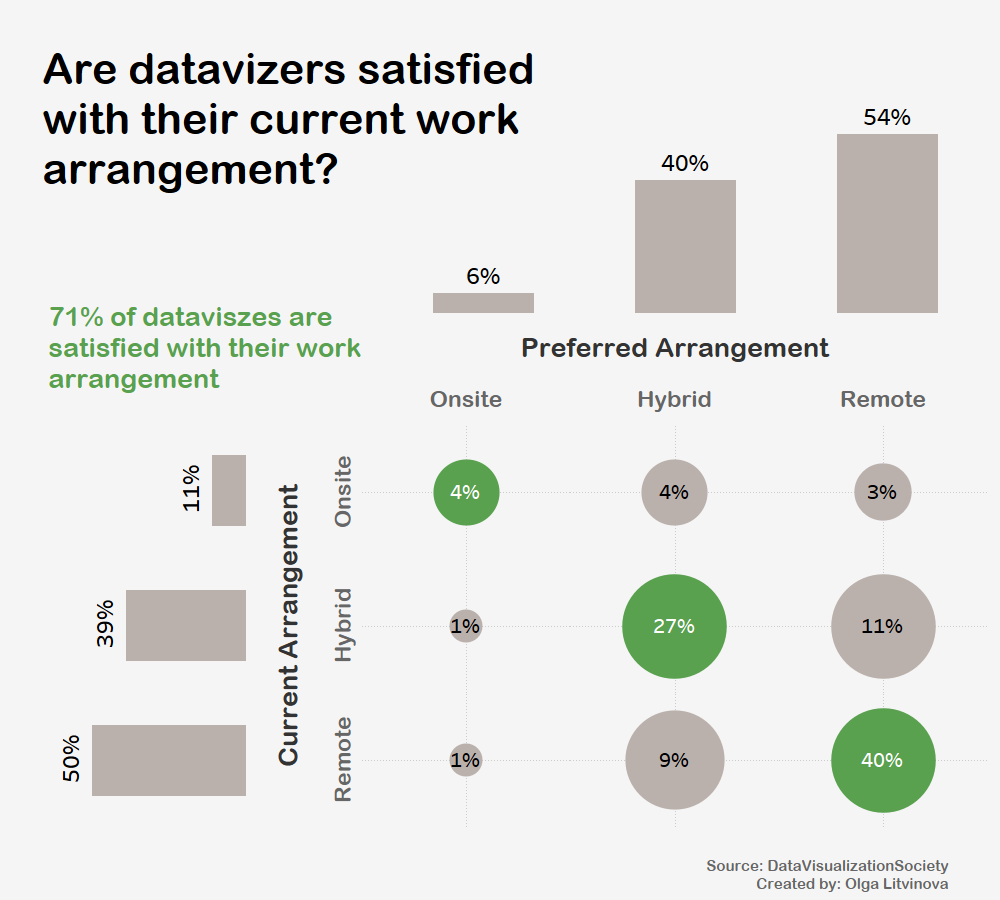 Are datavizers satisfied
with their current work
arrangement?
54%
40%
6%
71% of dataviszes are
satisfied with their work
arrangement
Preferred Arrangement
Onsite Hybrid Remote
Current Arrangement
11% Onsite 4% 4% 3%
39% Hybrid 1% 27% 11%
50% Remote 1% 9% 40%
Source: DataVisualizationSociety
Created by: Olga Litvinova